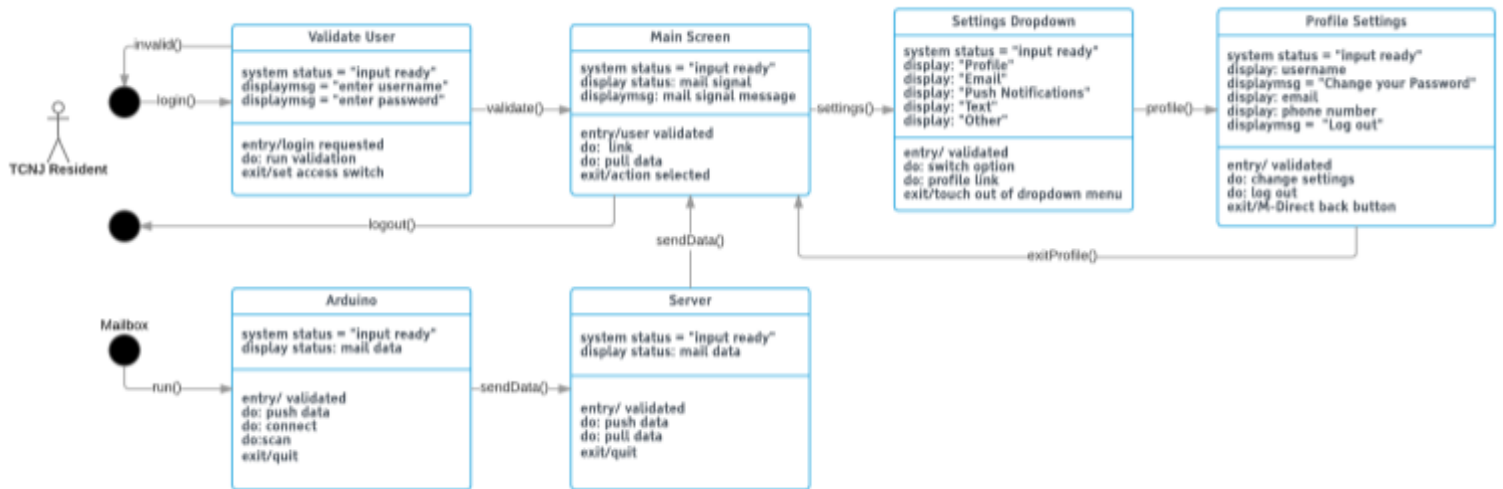 invalid()
login()
TCNJ Resident
Validate User
system status = "input ready"
displaymsg = "enter username"
displaymsg = "enter password"
entry/login requested
do: run validation
exit/set access switch
validate()
Main Screen
system status = "input ready"
display status: mail signal
displaymsg: mail signal message
entry/user validated
do:  link
do: pull data
exit/action selected
settings()
Settings Dropdown
system status = "input ready"
display: "Profile"
display: "Email"
display: "Push Notifications"
display: "Text"
display: "Other"
entry/ validated
do: switch option
do: profile link
exit/touch out of dropdown menu
profile()
Profile Settings
system status = "input ready"
display: username
displaymsg = "Change your Password"
display: email
display: phone number
displaymsg =  "Log out"
entry/ validated
do: change settings
do: log out
exit/M-Direct back button
logout()
sendData()
exitProfile()
Mailbox
run()
Arduino
system status = "input ready"
display status: mail data
entry/ validated
do: push data
do: connect
do:scan
exit/quit
sendData()
Server
system status = "input ready"
display status: mail data
entry/ validated
do: push data
do: pull data
exit/quit